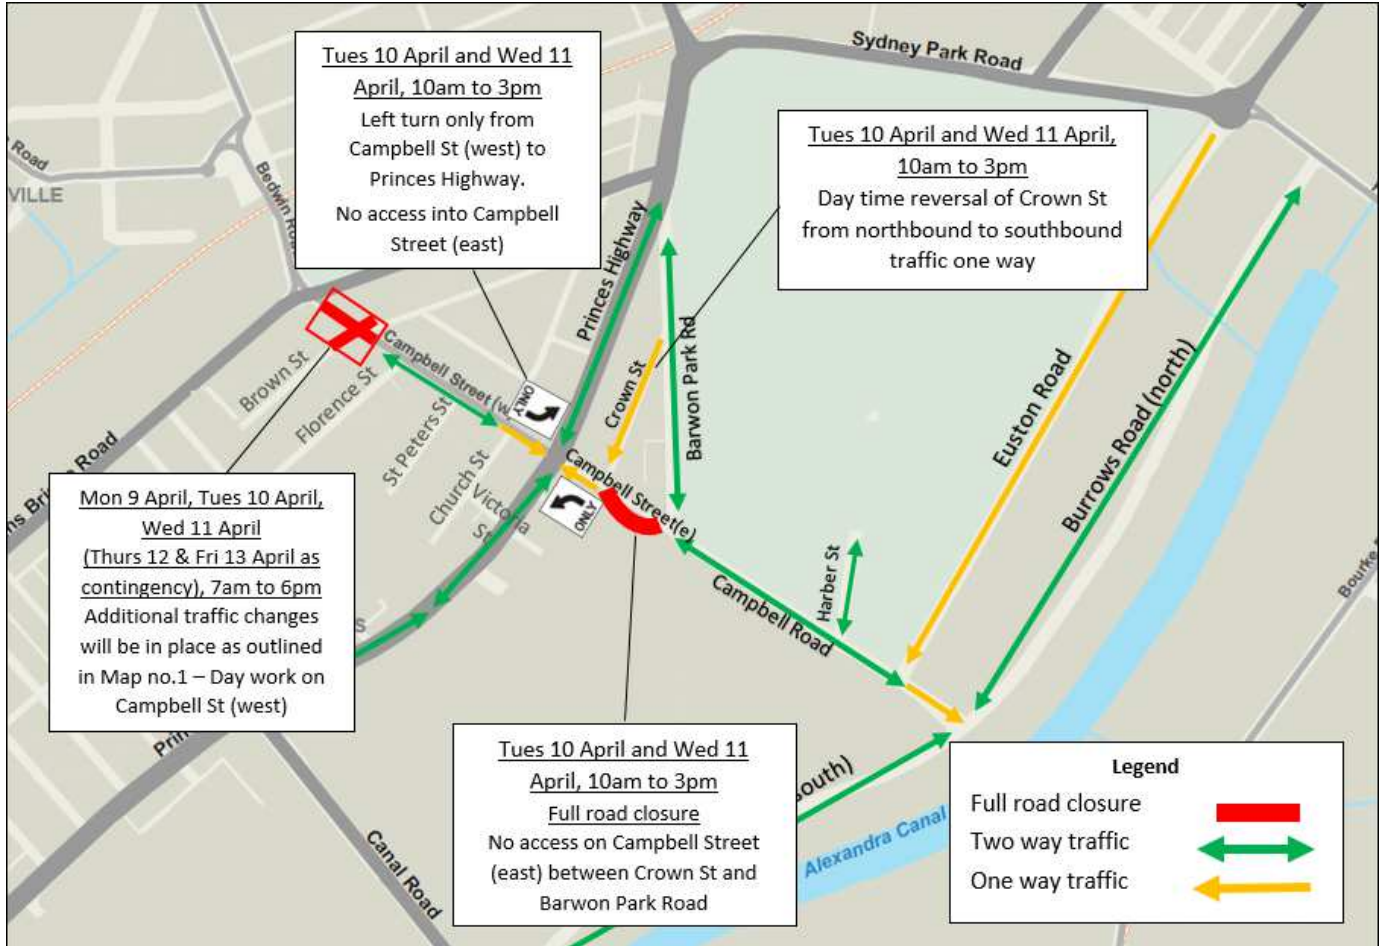 Sydney Park Road
Tues 10 April and Wed 11
April, 10am to 3pm
Left turn only from
Campbell St (west) to
Princes Highway.
No access into Campbell
Street (east)
Tues 10 April and Wed 11 April,
10am to 3pm
Day time reversal of Crown St
from northbound to southbound
traffic one way
Road
VILLE
Bedwin Road
Princes Highway
Campbell Street (w
ONLY
Crown St
Barwon Park Rd
Brown St
Florence St
St Peters St
Church St
Victoria
St
Campbell Street(e)
ONLY
Euston Road
Burrows Road (north)
Harber St
Campbell Road
Bourke
Road
Mon 9 April, Tues 10 April,
Wed 11 April
(Thurs 12 & Fri 13 April as
contingency), 7am to 6pm
Additional traffic changes
will be in place as outlined
in Map no.1 – Day work on
Campbell St (west)
S
Prin
Canal Road
Tues 10 April and Wed 11
April, 10am to 3pm
Full road closure
No access on Campbell Street
(east) between Crown St and
Barwon Park Road
south)
Alexandra Canal
Legend
Full road closure
Two way traffic
One way traffic